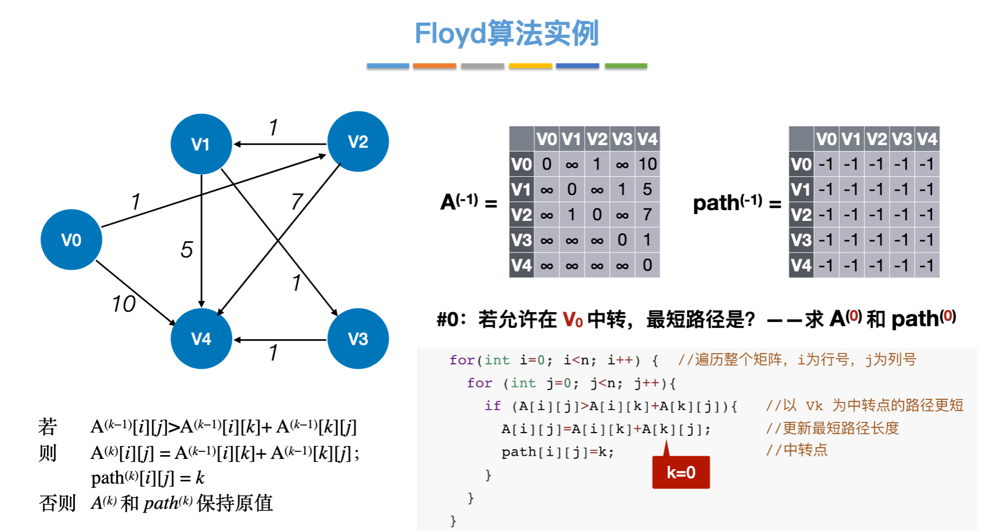 Floyd算法实例
V1
V2
V0
V4
V3
1
1
7
5
1
10
1
A(-1) =
V0 V1 V2 V3 V4
V0 0 ∞ 1 ∞ 10
V1 ∞ 0 ∞ 1 5
V2 ∞ 1 0 ∞ 7
V3 ∞ ∞ ∞ 0 1
V4 ∞ ∞ ∞ ∞ 0
path(-1) =
V0 V1 V2 V3 V4
V0 -1 -1 -1 -1 -1
V1 -1 -1 -1 -1 -1
V2 -1 -1 -1 -1 -1
V3 -1 -1 -1 -1 -1
V4 -1 -1 -1 -1 -1
#0：若允许在 V0 中转，最短路径是？——求 A(0) 和 path(0)
for(int i=0; i<n; i++) { //遍历整个矩阵，i为行号，j为列号
for (int j=0; j<n; j++){
if (A[i][j]>A[i][k]+A[k][j]){ //以 Vk 为中转点的路径更短
A[i][j]=A[i][k]+A[k][j]; //更新最短路径长度
path[i][j]=k; //中转点
}
}
}
k=0
若 A(k−1)[i][j]>A(k−1)[i][k]+ A(k−1)[k][j]
则 A(k)[i][j] = A(k−1)[i][k]+ A(k−1)[k][j];
path(k)[i][j] = k
否则 A(k) 和 path(k) 保持原值